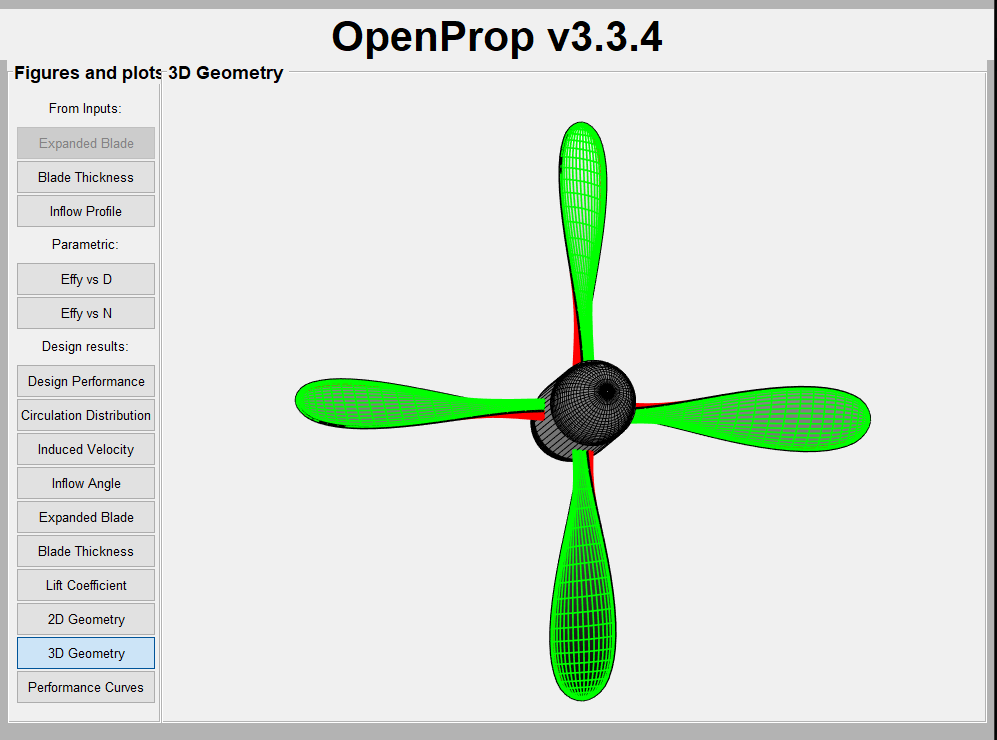 OpenProp v3.3.4
Figures and plots
3D Geometry
From Inputs:
Expanded Blade
Blade Thickness
Inflow Profile
Parametric:
Effy vs D
Effy vs N
Design results:
Design Performance
Circulation Distribution
Induced Velocity
Inflow Angle
Expanded Blade
Blade Thickness
Lift Coefficient
2D Geometry
3D Geometry
Performance Curves